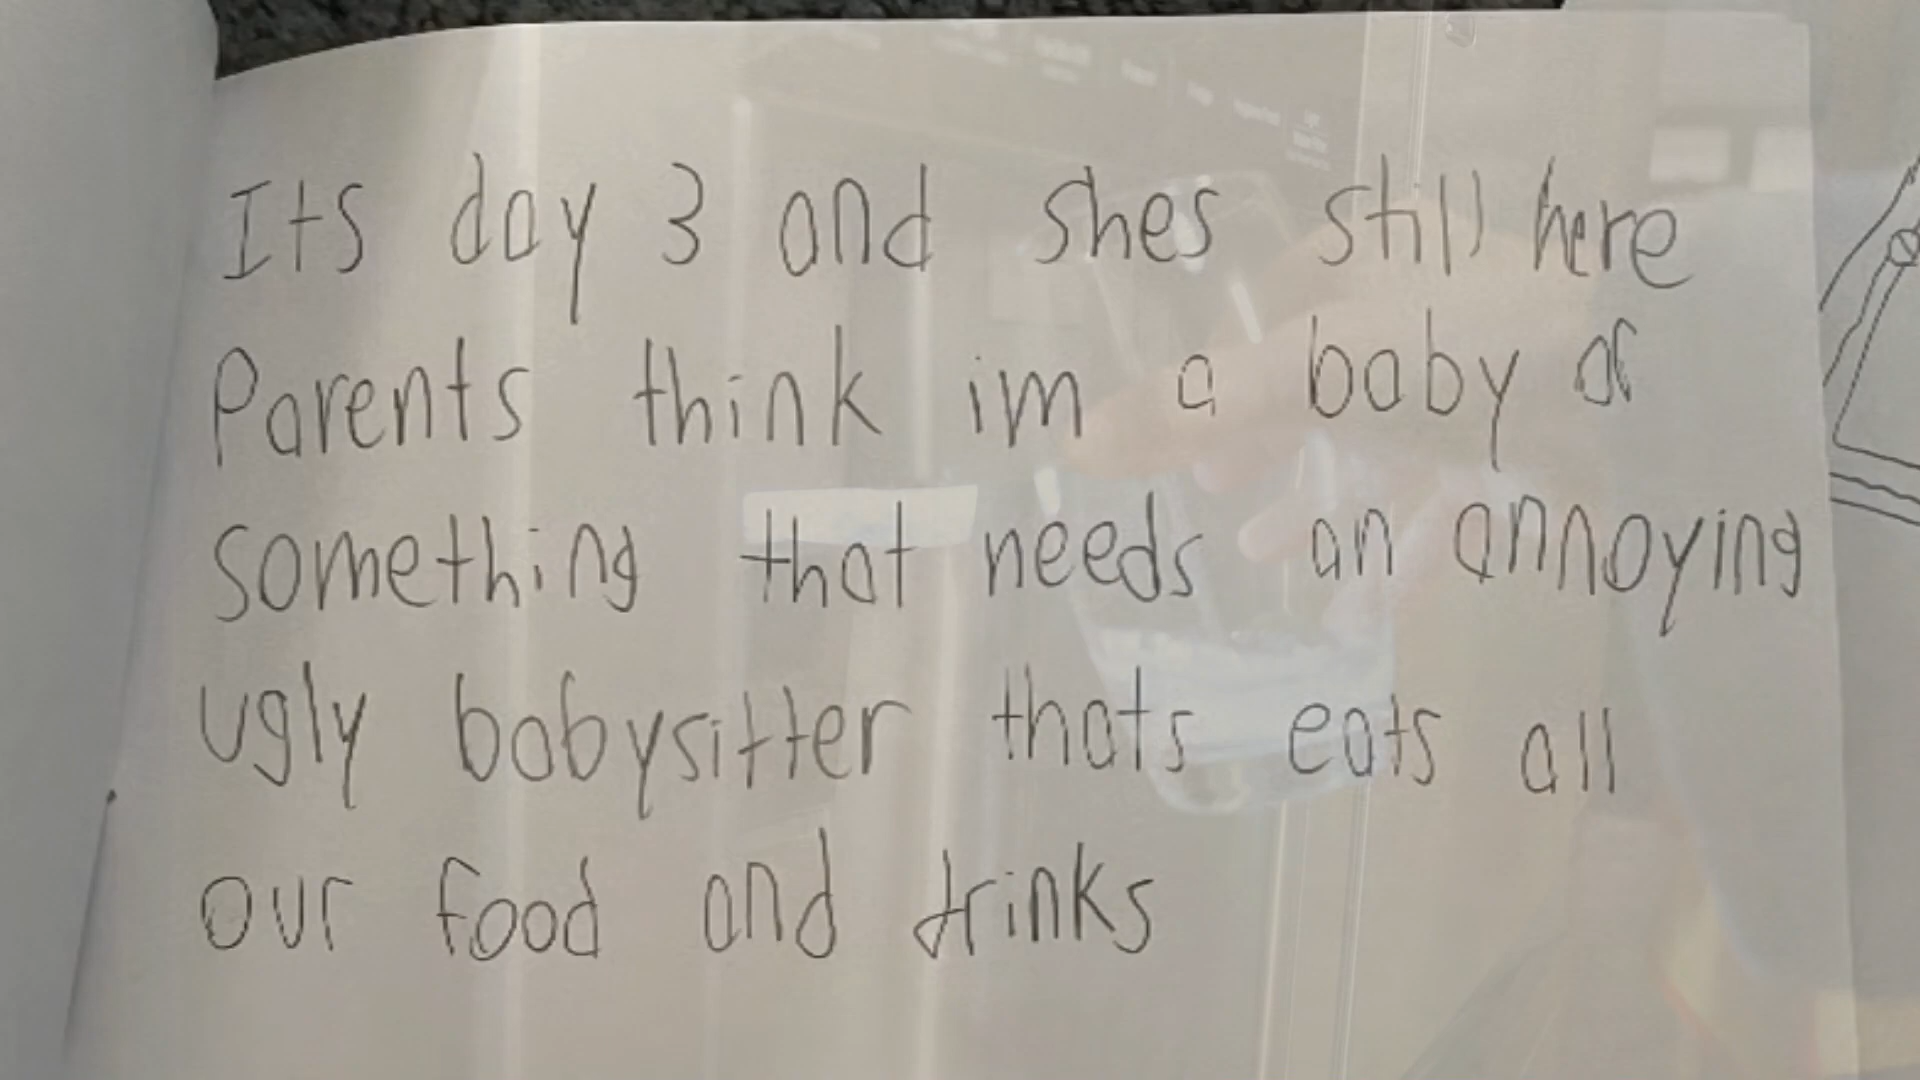 Its day 3 and shes still here
Parents think im a baby or
something that needs an annoying
ugly babysitter thats eats all
our food and drinks